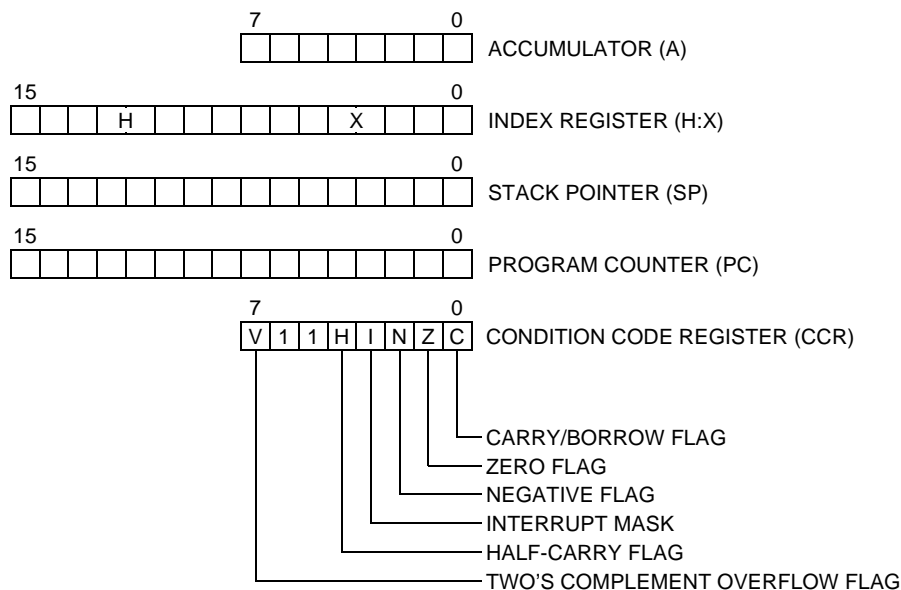 7 0
ACCUMULATOR (A)
15 0
H X INDEX REGISTER (H:X)
15 0
STACK POINTER (SP)
15 0
PROGRAM COUNTER (PC)
7 0
V 1 1 H I N Z C CONDITION CODE REGISTER (CCR)
CARRY/BORROW FLAG
ZERO FLAG
NEGATIVE FLAG
INTERRUPT MASK
HALF-CARRY FLAG
TWO'S COMPLEMENT OVERFLOW FLAG